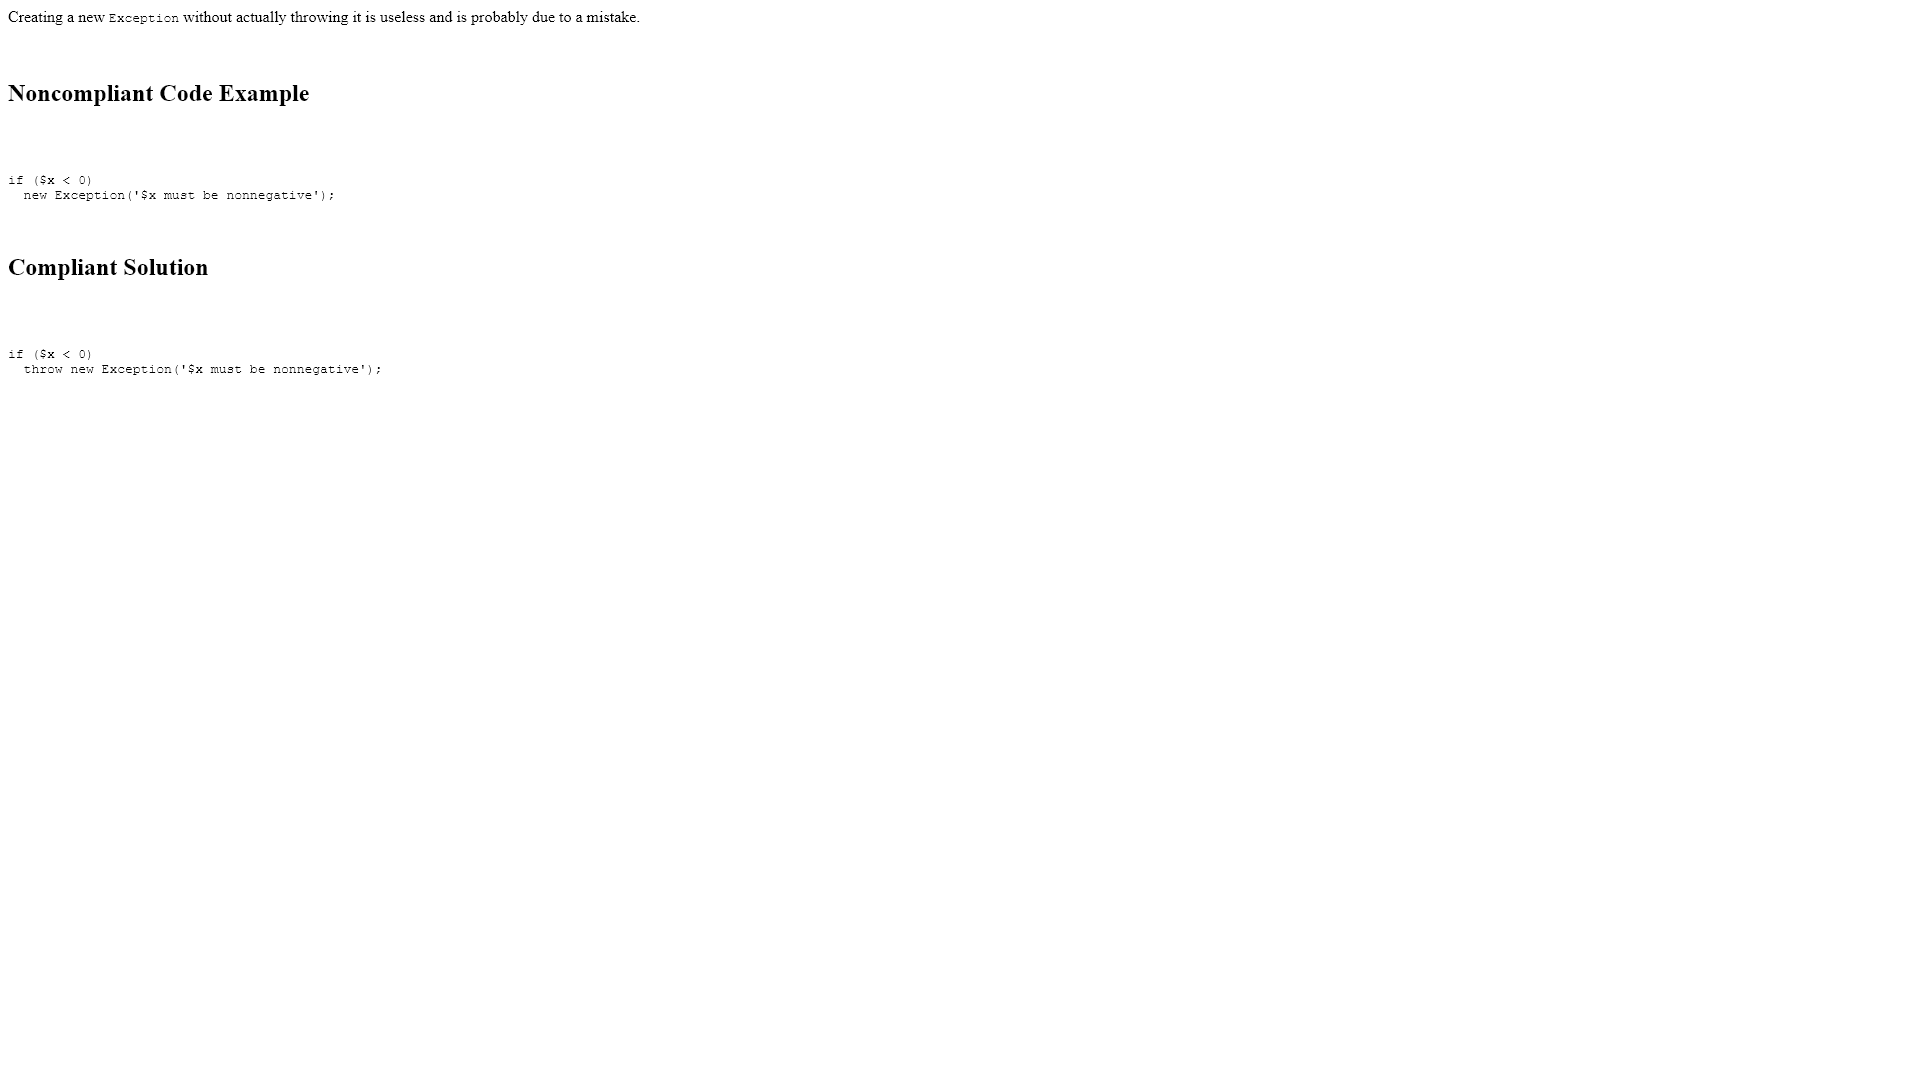 Creating a new Exception without actually throwing it is useless and is probably due to a mistake.
Noncompliant Code Example
if ($x < 0)
  new Exception('$x must be nonnegative');
Compliant Solution
if ($x < 0)
  throw new Exception('$x must be nonnegative');